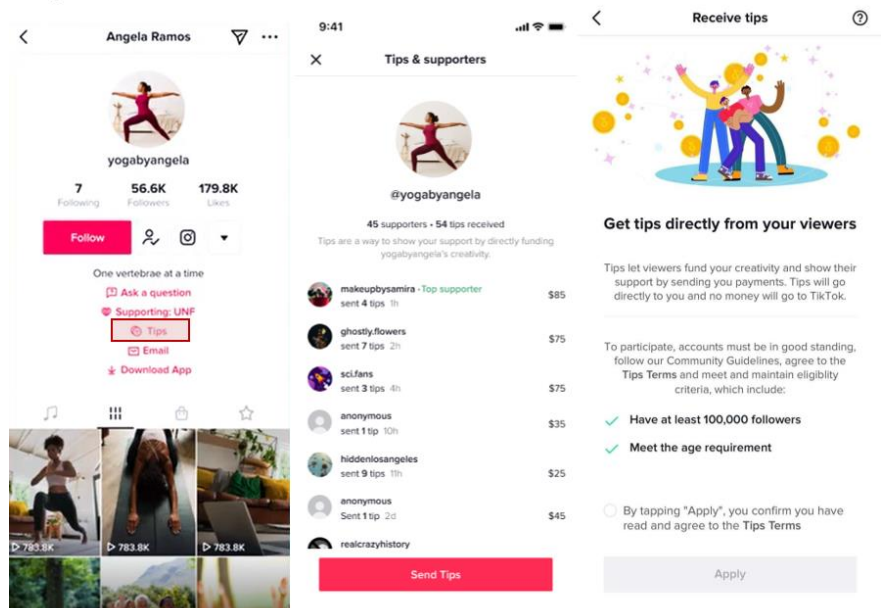 Angela Ramos
yogabyangela
7
56.6K
179.8K
Following
Followers
Likes
Follow
One vertebrae at a time
Ask a question
Supporting: UNF
Tips
Email
Download App
783.8K
783.8K
783.8K
9:41
Tips & supporters
@yogabyangela
45 supporters • 54 tips received
Tips are a way to show your support by directly funding
yogabyangela's creativity.
makeupbysamira · Top supporter
sent 4 tips 1h
$85
ghostly.flowers
sent 7 tips 2h
$75
sci.fans
sent 3 tips 4h
$75
anonymous
sent 1 tip 10h
$35
hiddenlosangeles
sent 9 tips 11h
$25
anonymous
Sent 1 tip 2d
$45
realcrazyhistory
Send Tips
Receive tips
Get tips directly from your viewers
Tips let viewers fund your creativity and show their
support by sending you payments. Tips will go
directly to you and no money will go to TikTok.
To participate, accounts must be in good standing,
follow our Community Guidelines, agree to the
Tips Terms and meet and maintain eligiblity
criteria, which include:
Have at least 100,000 followers
Meet the age requirement
By tapping "Apply", you confirm you have
read and agree to the Tips Terms
Apply